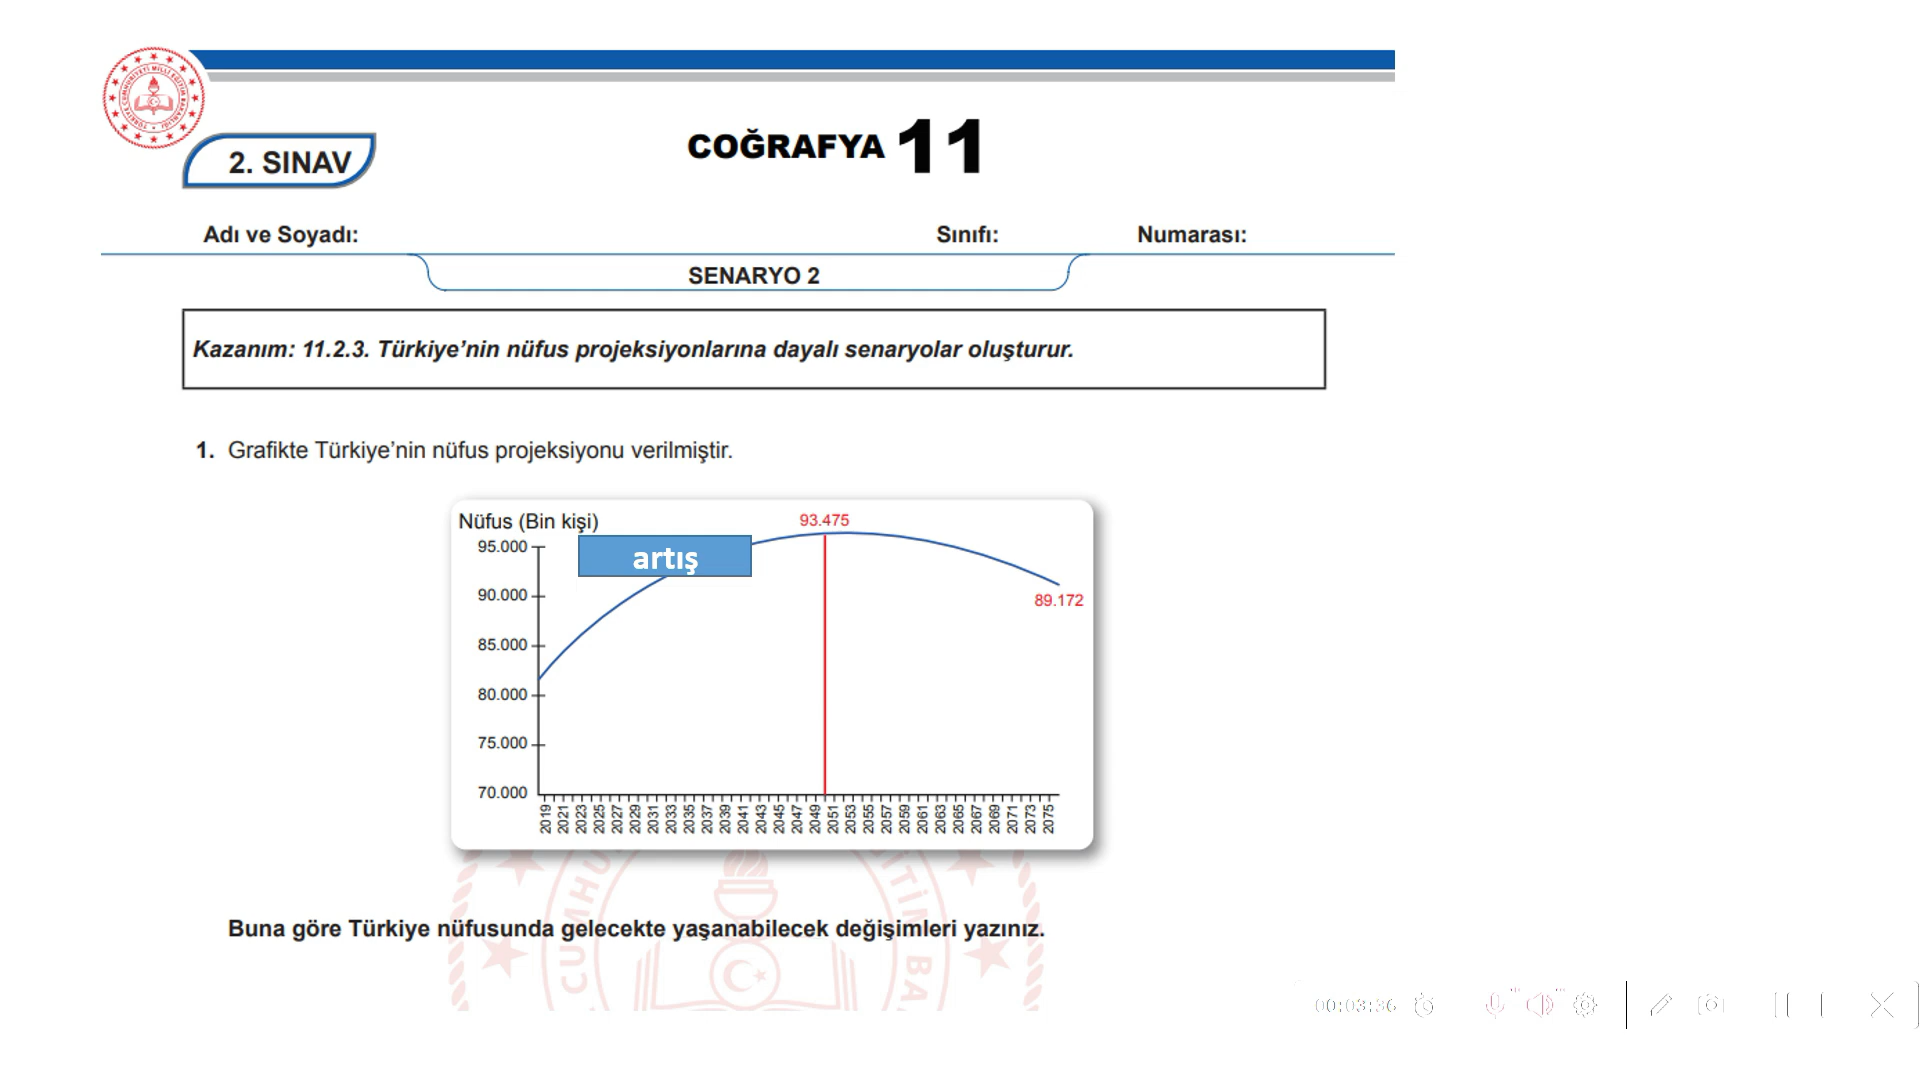 2. SINAV
COĞRAFYA 11
Adı ve Soyadı: Sınıfı: Numarası:
SENARYO 2
Kazanım: 11.2.3. Türkiye’nin nüfus projeksiyonlarına dayalı senaryolar oluşturur.
1. Grafikte Türkiye’nin nüfus projeksiyonu verilmiştir.
Nüfus (Bin kişi)
93.475
artış
95.000
90.000
89.172
85.000
80.000
75.000
70.000
2019 2021 2023 2025 2027 2029 2031 2033 2035 2037 2039 2041 2043 2045 2047 2049 2051 2053 2055 2057 2059 2061 2063 2065 2067 2069 2071 2073 2075
Buna göre Türkiye nüfusunda gelecekte yaşanabilecek değişimleri yazınız.
00:03:36